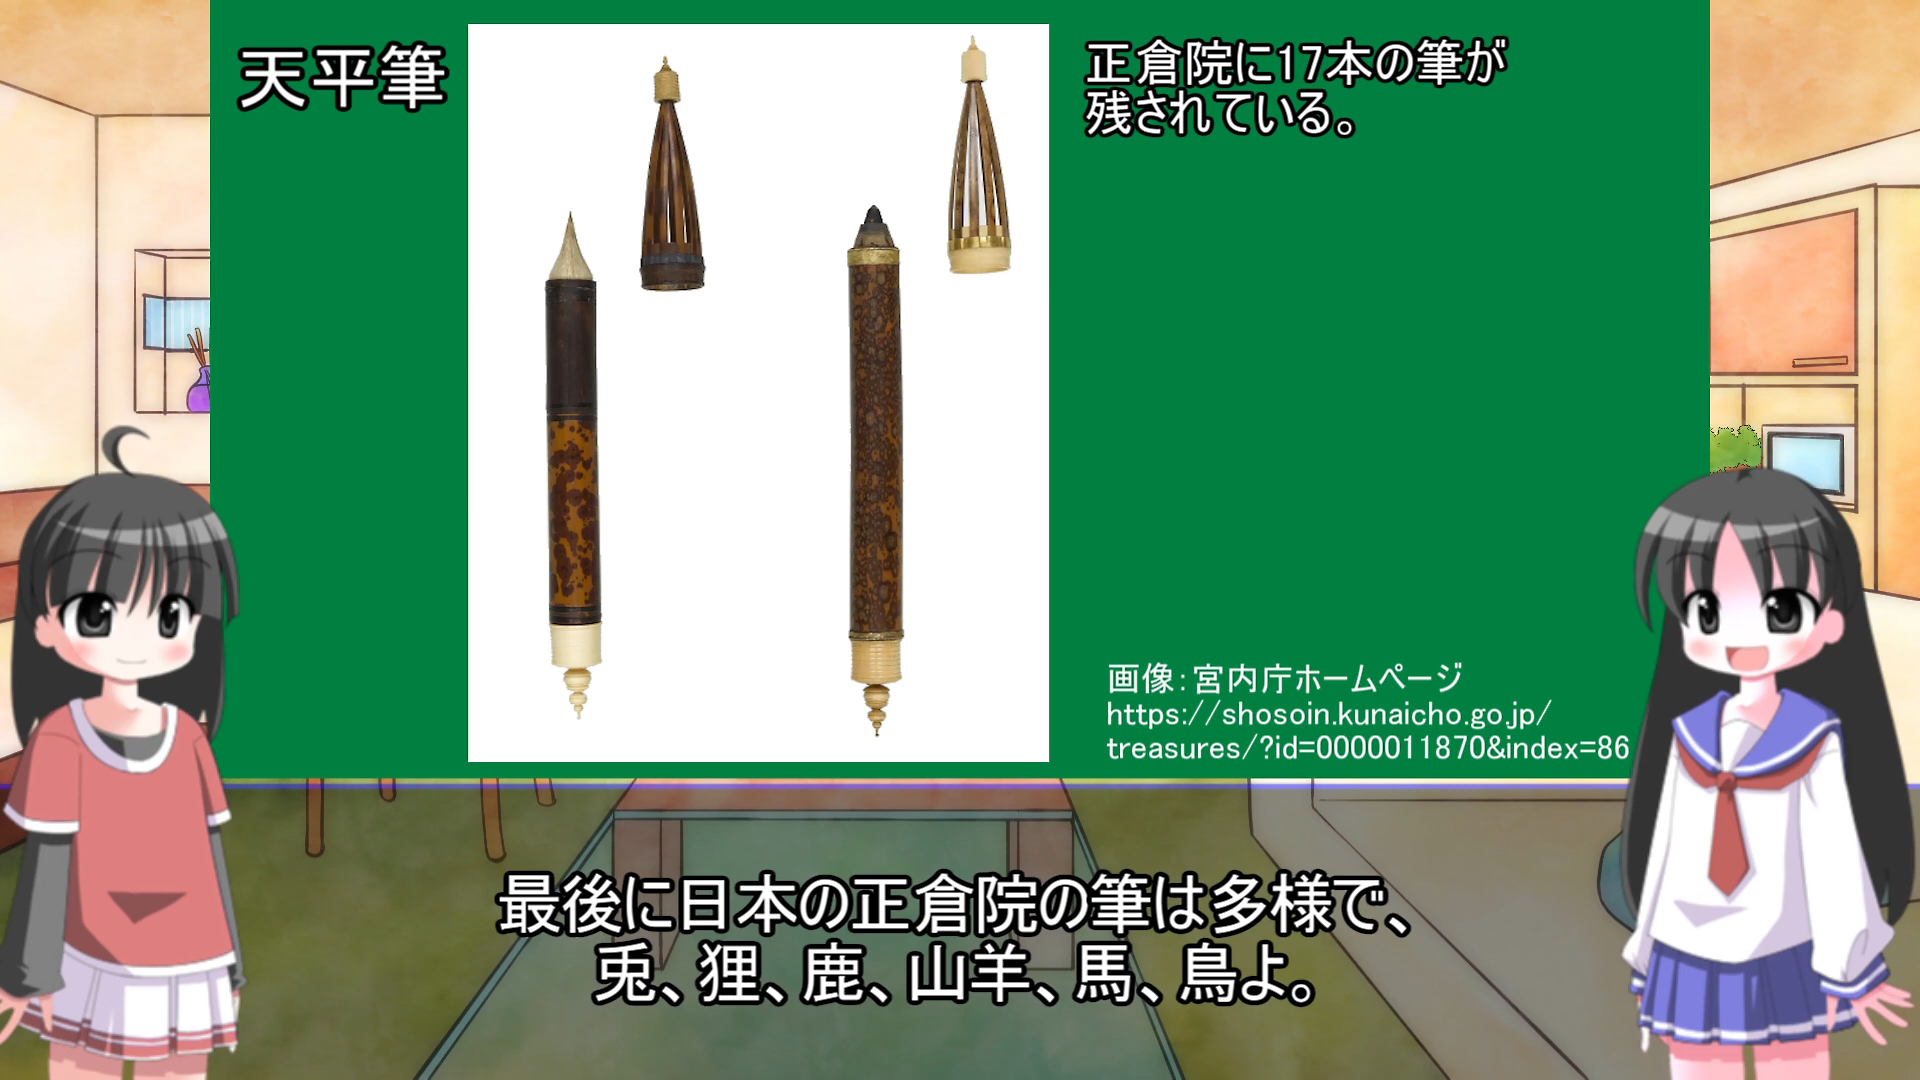 天平筆
正倉院に17本の筆が
残されている。
画像：宮内庁ホームページ
https://shosoin.kunaicho.go.jp/
treasures/?id=0000011870&index=86
最後に日本の正倉院の筆は多様で、
兎、狸、鹿、山羊、馬、鳥よ。